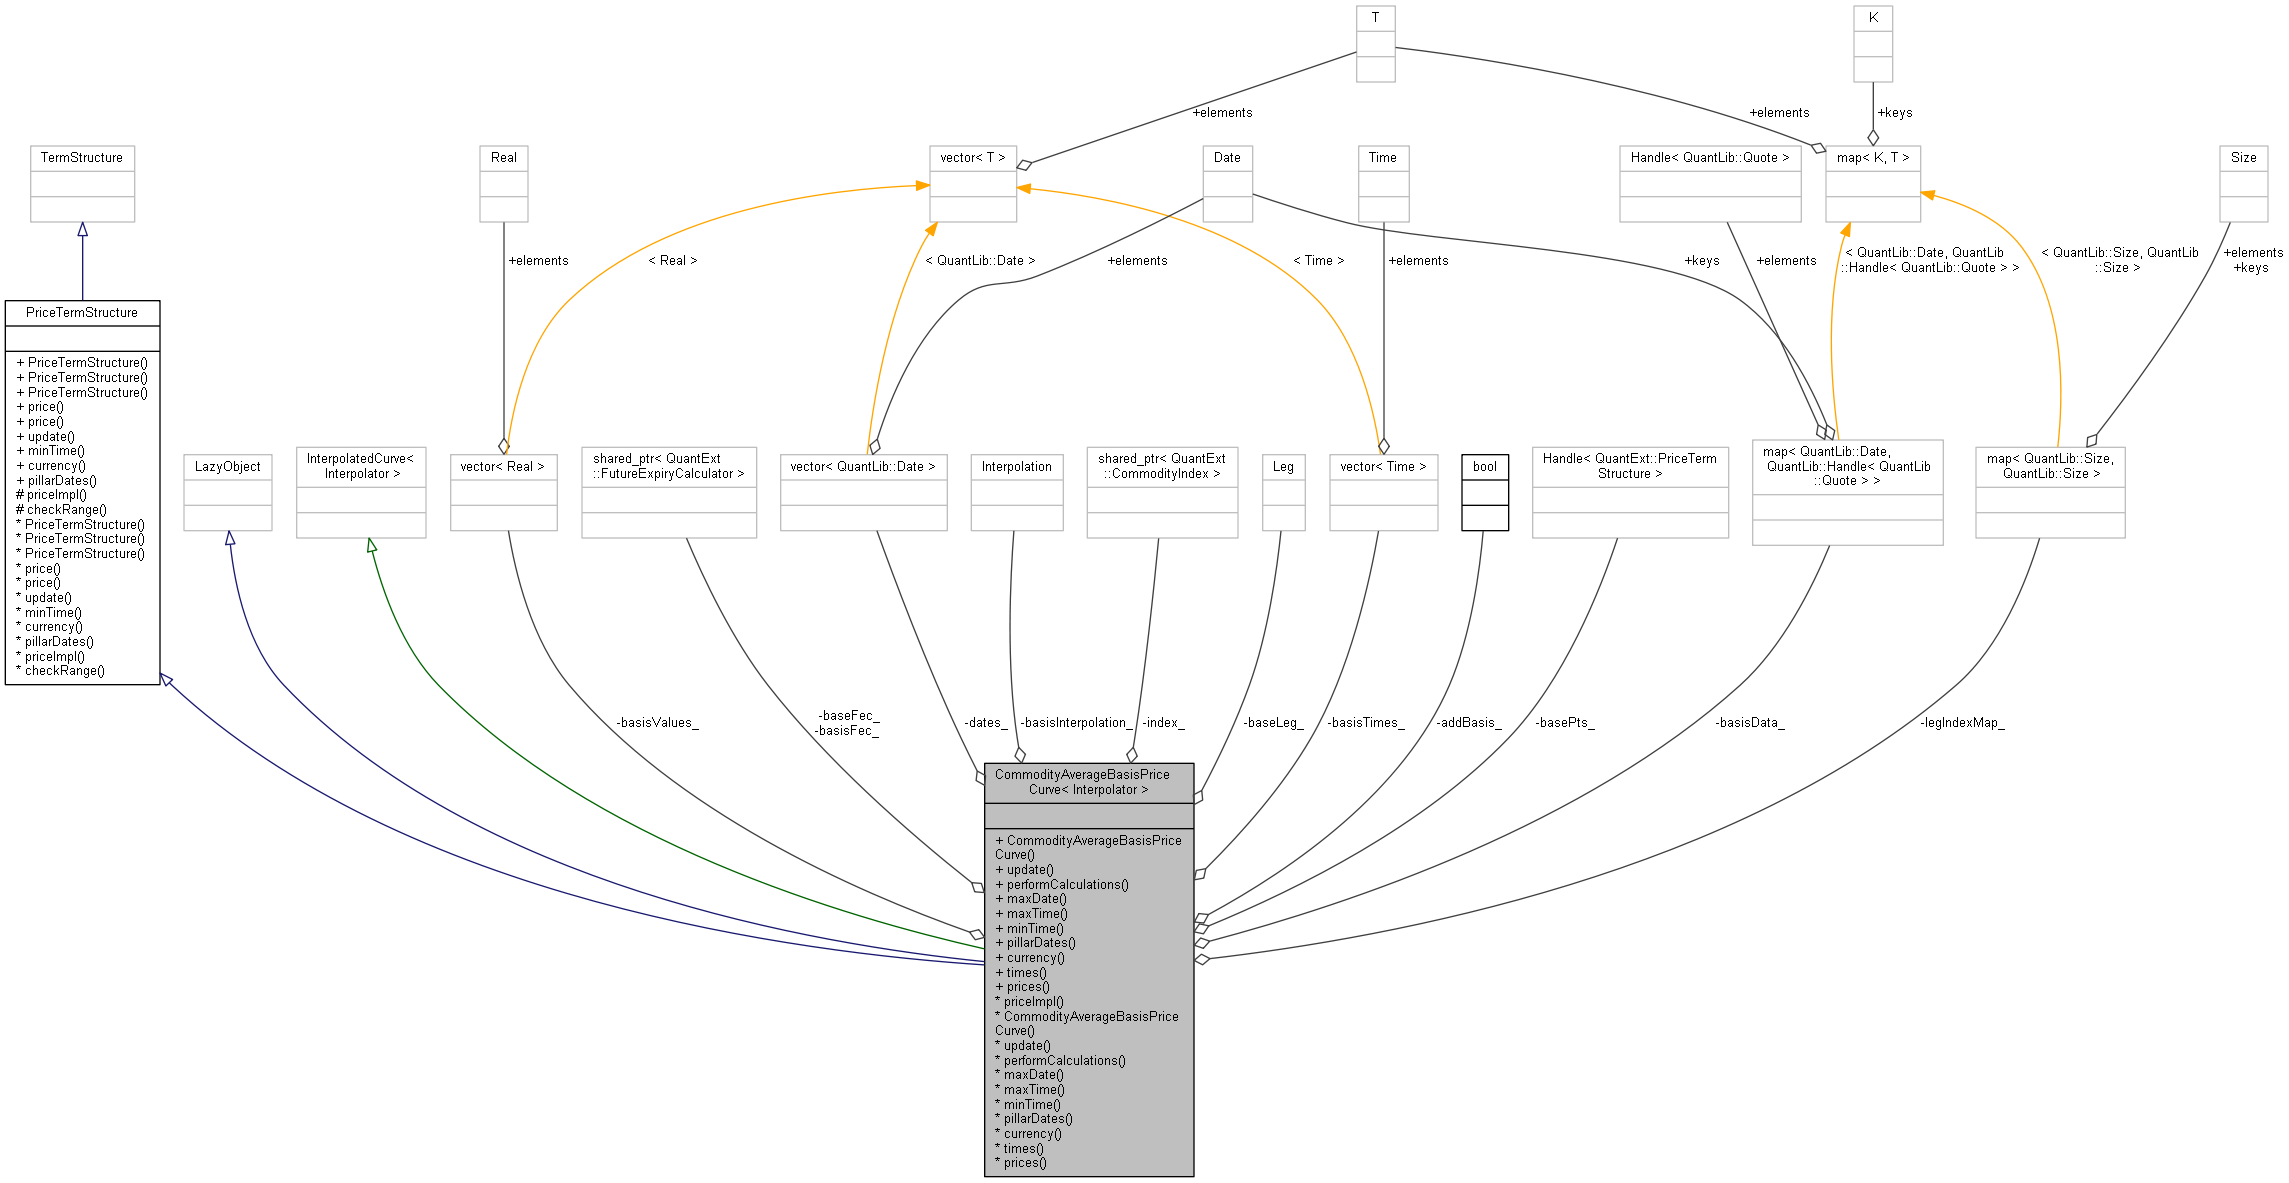 T
K
+elements
+elements
+keys
TermStructure
Real
vector< T >
Date
Time
Handle< QuantLib::Quote >
map< K, T >
Size
+elements
< Real >
< QuantLib::Date >
+elements
< Time >
+elements
+keys
+elements
< QuantLib::Date, QuantLib
::Handle< QuantLib::Quote > >
< QuantLib::Size, QuantLib
::Size >
+elements
+keys
PriceTermStructure
+ PriceTermStructure()
+ PriceTermStructure()
+ PriceTermStructure()
+ price()
+ price()
+ update()
+ minTime()
+ currency()
+ pillarDates()
# priceImpl()
# checkRange()
* PriceTermStructure()
* PriceTermStructure()
* PriceTermStructure()
* price()
* price()
* update()
* minTime()
* currency()
* pillarDates()
* priceImpl()
* checkRange()
LazyObject
InterpolatedCurve<
Interpolator >
vector< Real >
shared_ptr< QuantExt
::FutureExpiryCalculator >
vector< QuantLib::Date >
Interpolation
shared_ptr< QuantExt
::CommodityIndex >
Leg
vector< Time >
bool
Handle< QuantExt::PriceTerm
Structure >
map< QuantLib::Date,
QuantLib::Handle< QuantLib
::Quote > >
map< QuantLib::Size,
QuantLib::Size >
-basisValues_
-baseFec_
-basisFec_
-dates_
-basisInterpolation_
-index_
-baseLeg_
-basisTimes_
-addBasis_
-basePts_
-basisData_
-legIndexMap_
CommodityAverageBasisPrice
Curve< Interpolator >
+ CommodityAverageBasisPrice
Curve()
+ update()
+ performCalculations()
+ maxDate()
+ maxTime()
+ minTime()
+ pillarDates()
+ currency()
+ times()
+ prices()
* priceImpl()
* CommodityAverageBasisPrice
Curve()
* update()
* performCalculations()
* maxDate()
* maxTime()
* minTime()
* pillarDates()
* currency()
* times()
* prices()